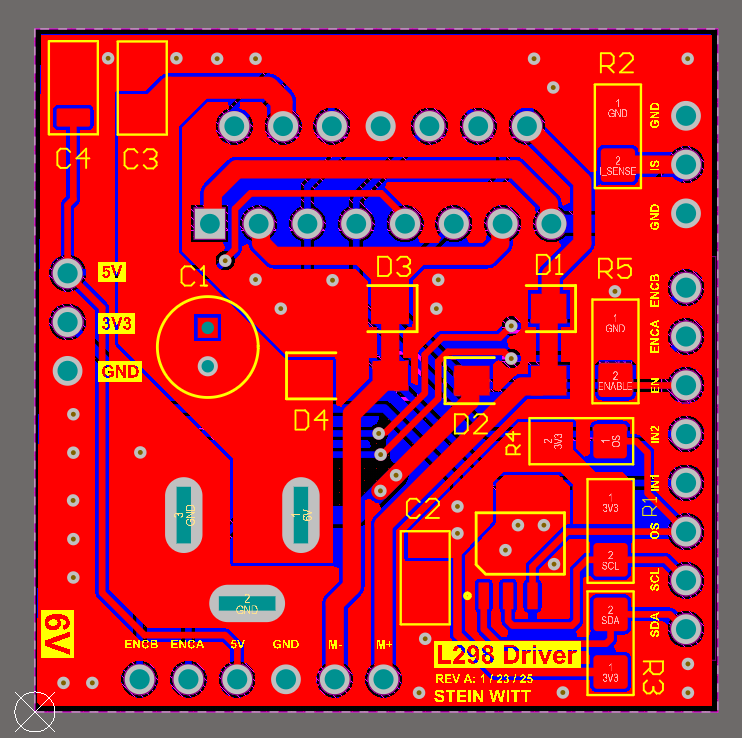 R2
1
GND
GND
C4
C3
2
I_SENSE
IS
GND
D3
D1
R5
5V
C1
ENCB
3V3
1
GND
ENCA
GND
2
ENABLE
EN
D4
D2
R4
2
3V3
1
OS
IN2
IN1
3
GND
1
6V
C2
1
3V3
R1
OS
2
SCL
SCL
2
GND
2
SDA
SDA
6V
ENCB
ENCA
5V
GND
M-
M+
L298 Driver
1
3V3
R3
REV A: 1 / 23 / 25
STEIN WITT